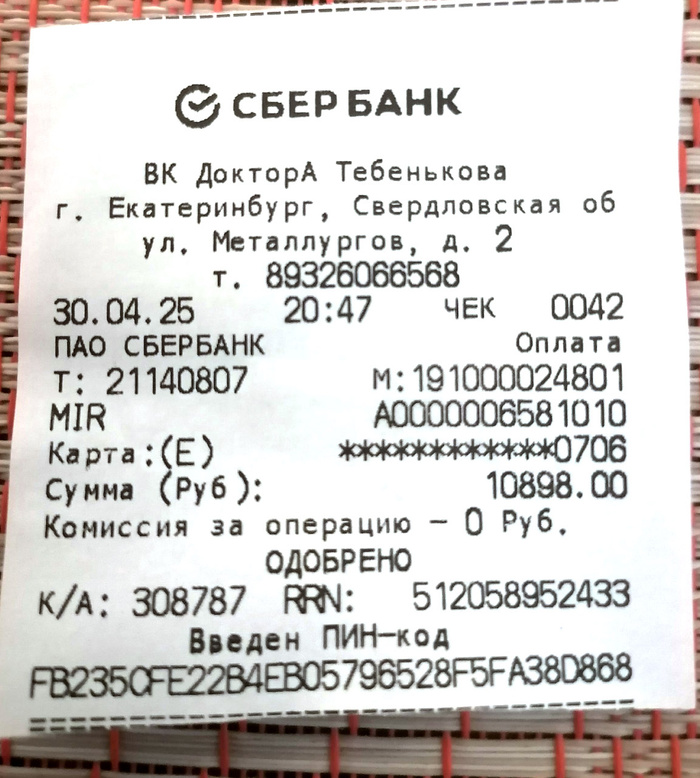 СБЕР БАНК
ВК ДокторА Тебенькова
г. Екатеринбург, Свердловская об
ул. Металлургов, д. 2
т. 89326066568
30.04.25 20:47 ЧЕК 0042
ПАО СБЕРБАНК Оплата
Т: 21140807 М:191000024801
MIR A0000006581010
Карта:(E) ************0706
Сумма (Руб): 10898.00
Комиссия за операцию – 0 Руб.
ОДОБРЕНО
К/А: 308787 RRN: 512058952433
Введен ПИН-код
FB235CFE22B4EB05796528F5FA38D868